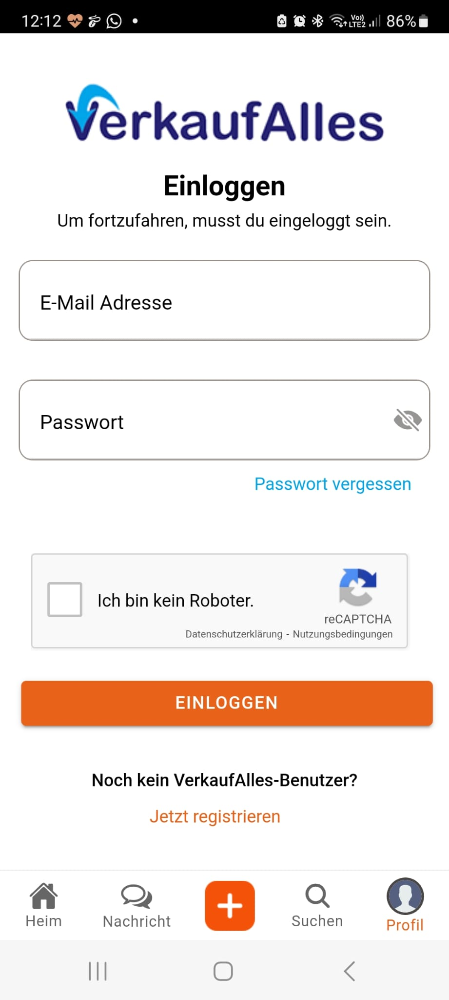 12:12
Vo)) LTE2 86%
VerkaufAlles
Einloggen
Um fortzufahren, musst du eingeloggt sein.
E-Mail Adresse
Passwort
Passwort vergessen
Ich bin kein Roboter.
reCAPTCHA
Datenschutzerklärung - Nutzungsbedingungen
EINLOGGEN
Noch kein VerkaufAlles-Benutzer?
Jetzt registrieren
Heim
Nachricht
Suchen
Profil